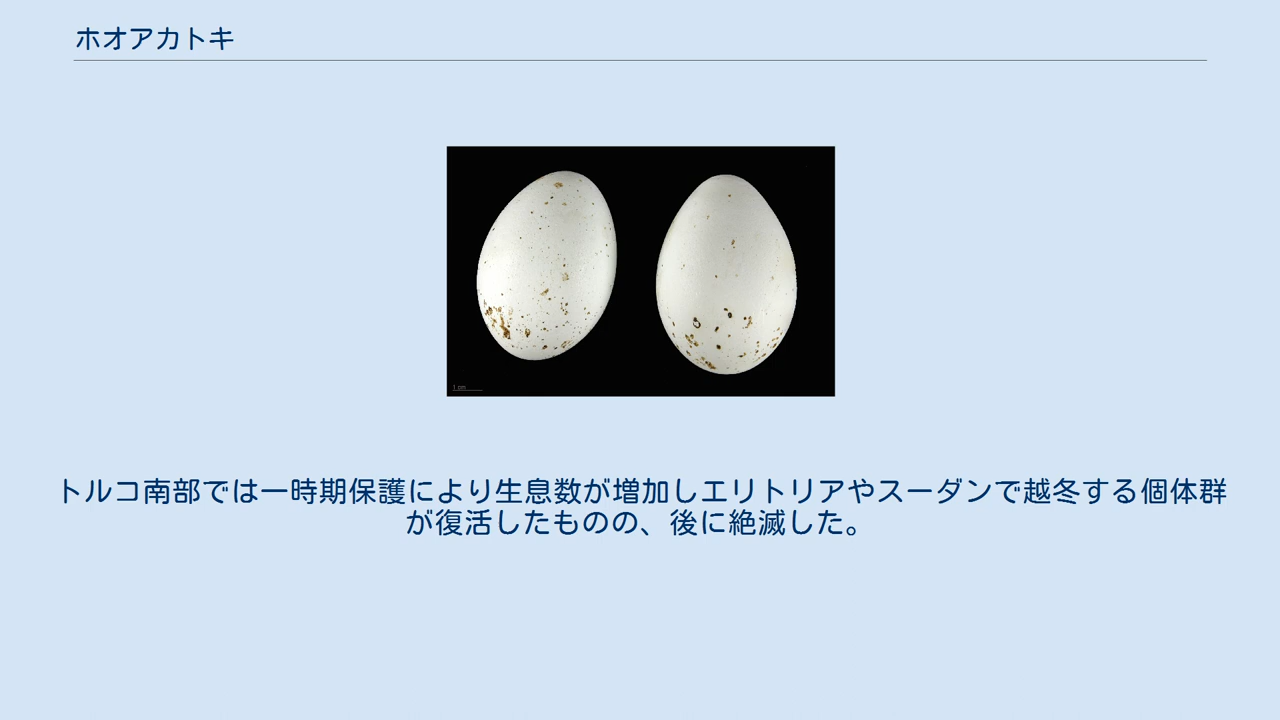 ホオアカトキ
1 cm
トルコ南部では一時期保護により生息数が増加しエリトリアやスーダンで越冬する個体群
が復活したものの、後に絶滅した。